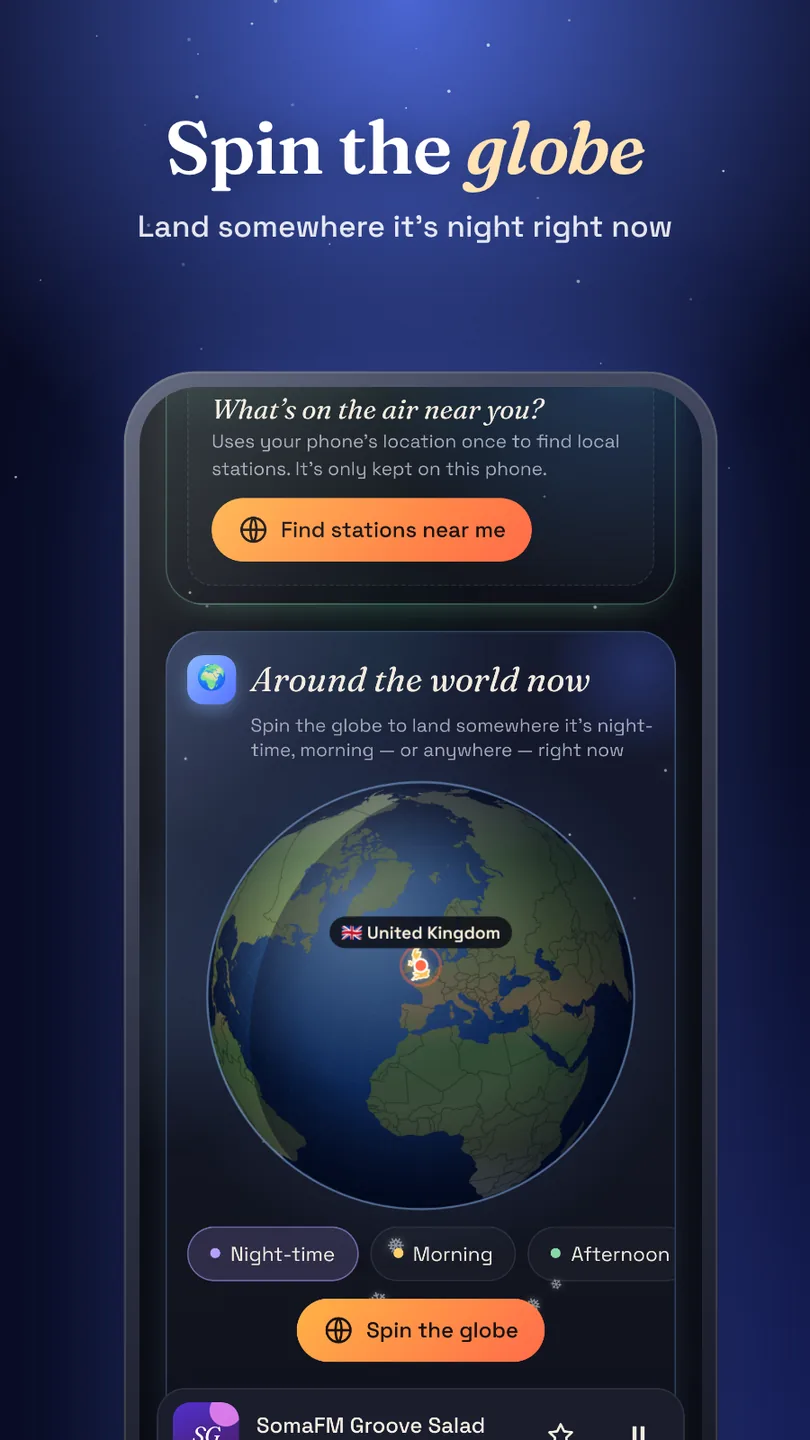 Spin the globe
Land somewhere it's night right now
What's on the air near you?
Uses your phone's location once to find local
stations. It's only kept on this phone.
Find stations near me
Around the world now
Spin the globe to land somewhere it's night-
time, morning — or anywhere — right now
United Kingdom
Night-time
Morning
Afternoon
Spin the globe
SG
SomaFM Groove Salad